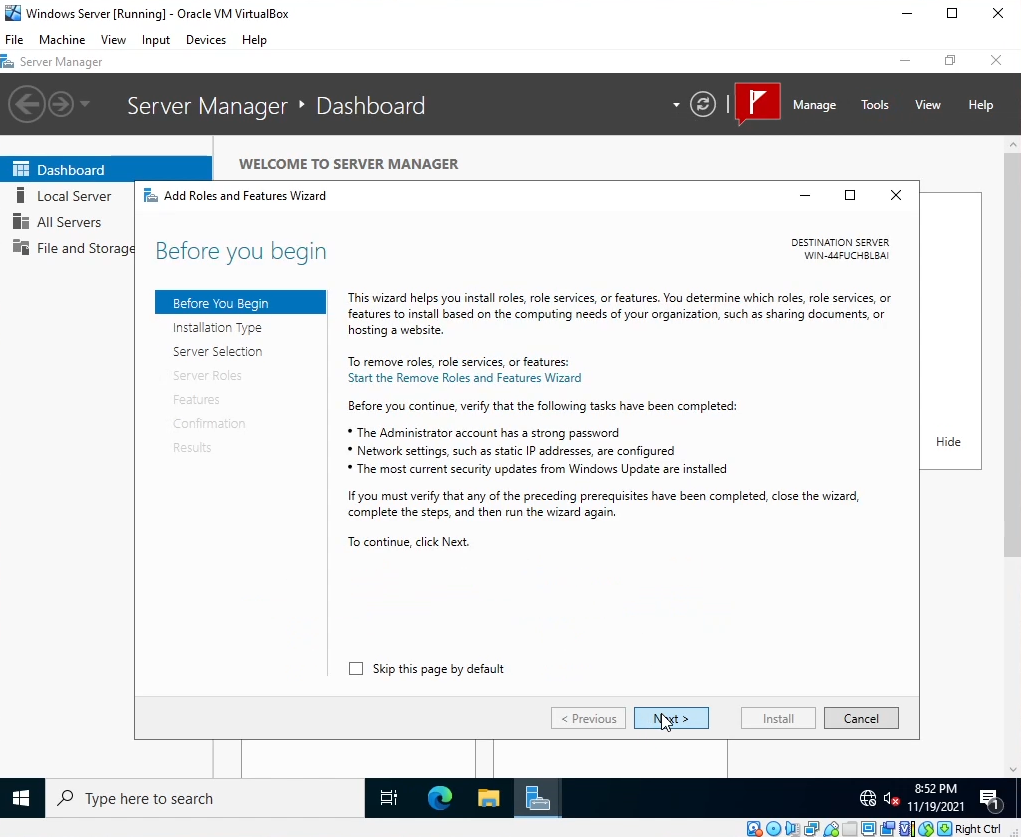 Windows Server [Running] - Oracle VM VirtualBox
File Machine View Input Devices Help
Server Manager
Server Manager ‣ Dashboard
Manage Tools View Help
Dashboard
Local Server
All Servers
File and Storage
WELCOME TO SERVER MANAGER
Hide
Add Roles and Features Wizard
Before you begin
DESTINATION SERVER
WIN-44FUCHBLBAI
Before You Begin
Installation Type
Server Selection
Server Roles
Features
Confirmation
Results
This wizard helps you install roles, role services, or features. You determine which roles, role services, or
features to install based on the computing needs of your organization, such as sharing documents, or
hosting a website.
To remove roles, role services, or features:
Start the Remove Roles and Features Wizard
Before you continue, verify that the following tasks have been completed:
• The Administrator account has a strong password
• Network settings, such as static IP addresses, are configured
• The most current security updates from Windows Update are installed
If you must verify that any of the preceding prerequisites have been completed, close the wizard,
complete the steps, and then run the wizard again.
To continue, click Next.
Skip this page by default
< Previous Next > Install Cancel
Type here to search
8:52 PM
11/19/2021
1
Right Ctrl